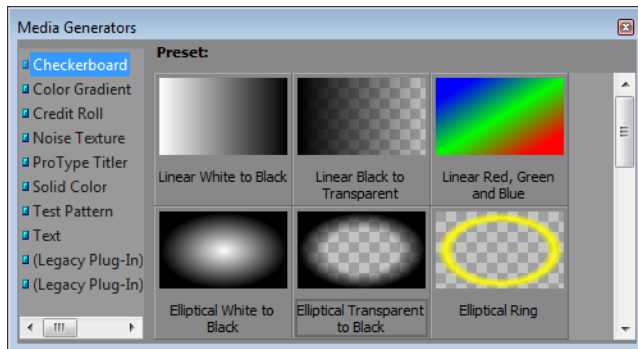 Media Generators
Checkerboard
Color Gradient
Credit Roll
Noise Texture
ProType Titler
Solid Color
Test Pattern
Text
(Legacy Plug-In)
(Legacy Plug-In)
Preset:
Linear White to Black
Linear Black to
Transparent
Linear Red, Green
and Blue
Elliptical White to
Black
Elliptical Transparent
to Black
Elliptical Ring